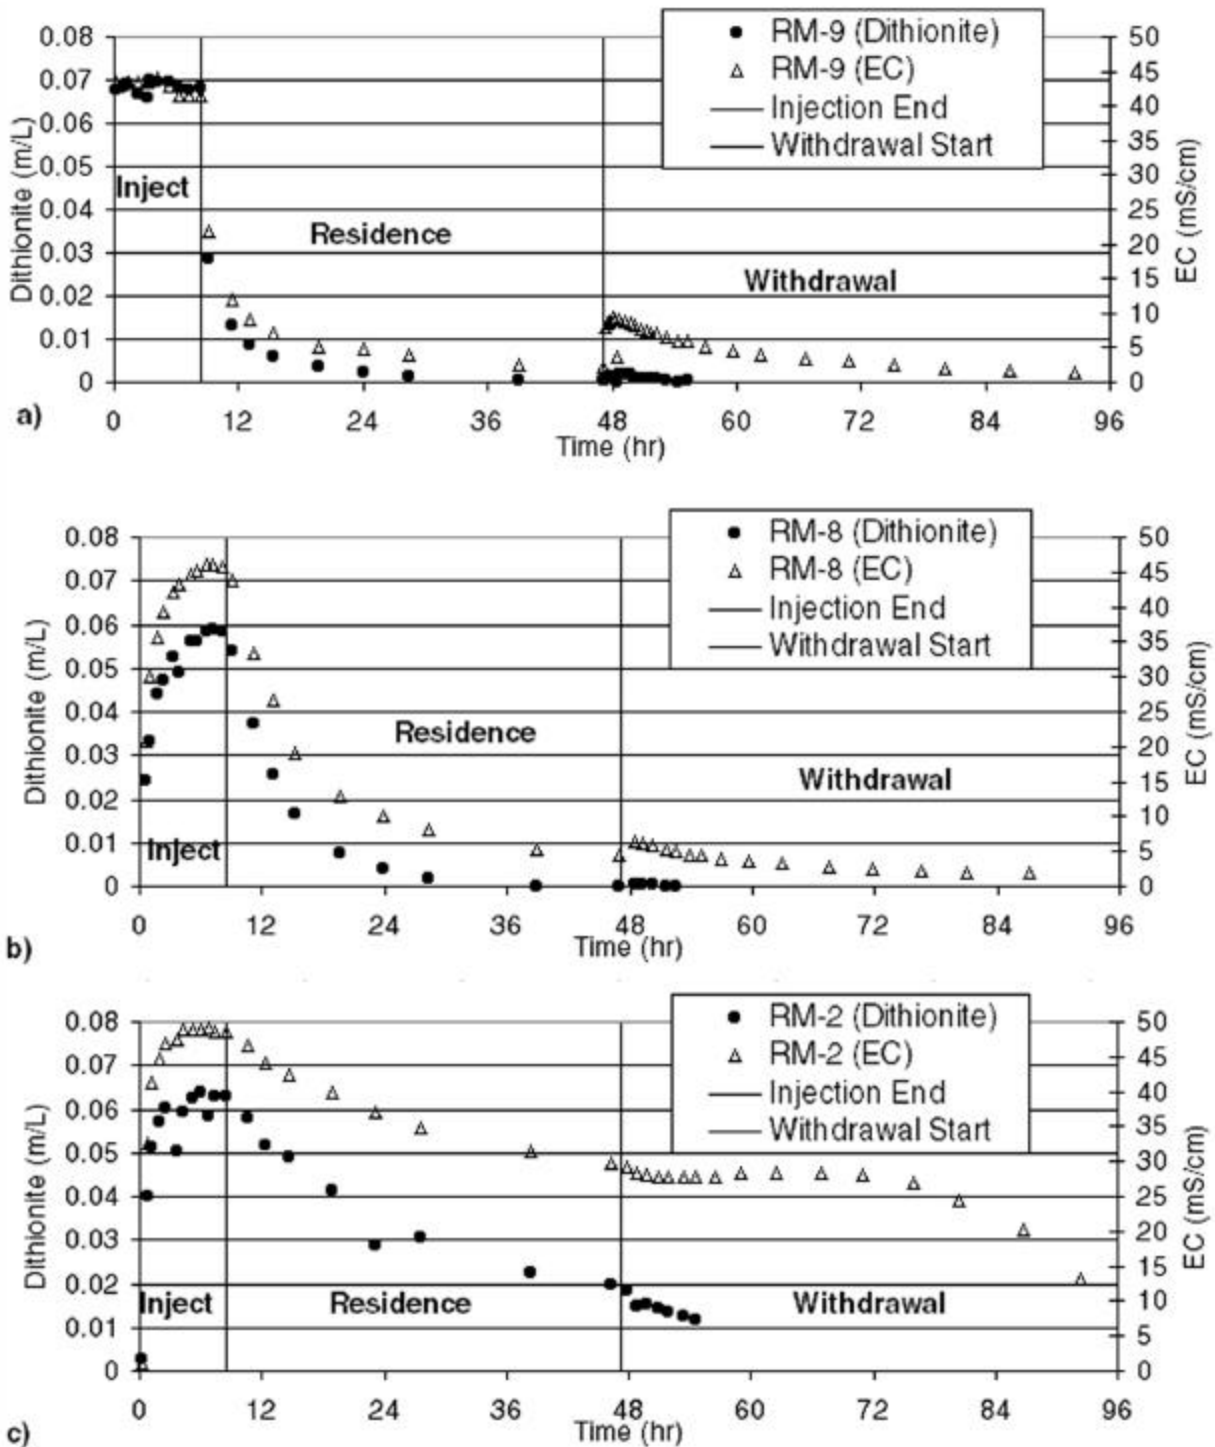 0.08
0.07
0.06
0.05
0.04
0.03
0.02
0.01
0
Dithionite (m/L)
RM-9 (Dithionite)
RM-9 (EC)
Injection End
Withdrawal Start
50
45
40
35
30
25
20
15
10
5
0
EC (mS/cm)
Inject
Residence
Withdrawal
0 12 24 36 48 60 72 84 96
Time (hr)
a)
0.08
0.07
0.06
0.05
0.04
0.03
0.02
0.01
0
Dithionite (m/L)
RM-8 (Dithionite)
RM-8 (EC)
Injection End
Withdrawal Start
50
45
40
35
30
25
20
15
10
5
0
EC (mS/cm)
Residence
Withdrawal
Inject
0 12 24 36 48 60 72 84 96
Time (hr)
b)
0.08
0.07
0.06
0.05
0.04
0.03
0.02
0.01
0
Dithionite (m/L)
RM-2 (Dithionite)
RM-2 (EC)
Injection End
Withdrawal Start
50
45
40
35
30
25
20
15
10
5
0
EC (mS/cm)
Inject
Residence
Withdrawal
0 12 24 36 48 60 72 84 96
Time (hr)
c)